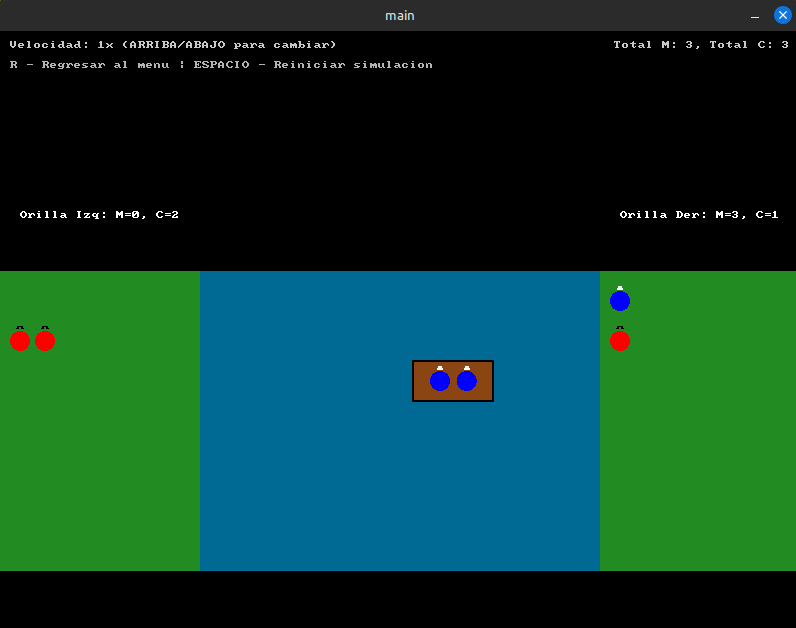 main
Velocidad: 1x (ARRIBA/ABAJO para cambiar)
Total M: 3, Total C: 3
R - Regresar al menu | ESPACIO - Reiniciar simulacion
Orilla Izq: M=0, C=2
Orilla Der: M=3, C=1